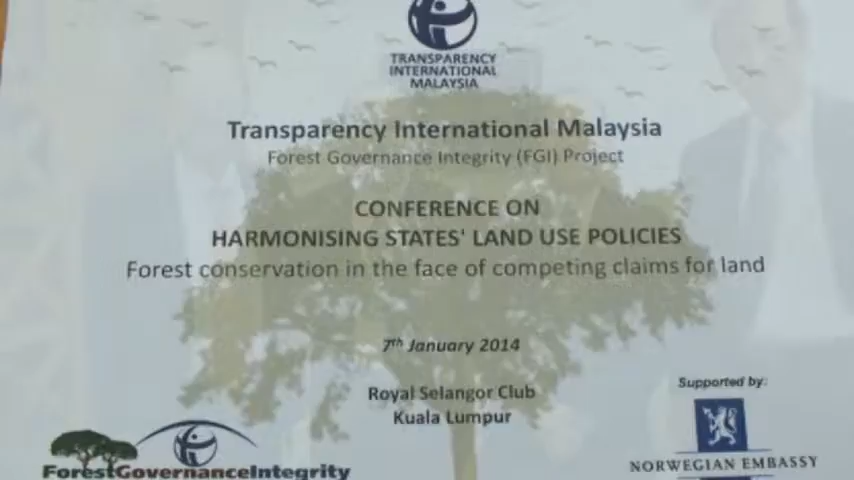 TRANSPARENCY
INTERNATIONAL
MALAYSIA
Transparency International Malaysia
Forest Governance Integrity (FGI) Project
CONFERENCE ON
HARMONISING STATES' LAND USE POLICIES
Forest conservation in the face of competing claims for land
7th January 2014
Royal Selangor Club
Kuala Lumpur
Supported by:
ForestGovernanceIntegrity
NORWEGIAN EMBASSY